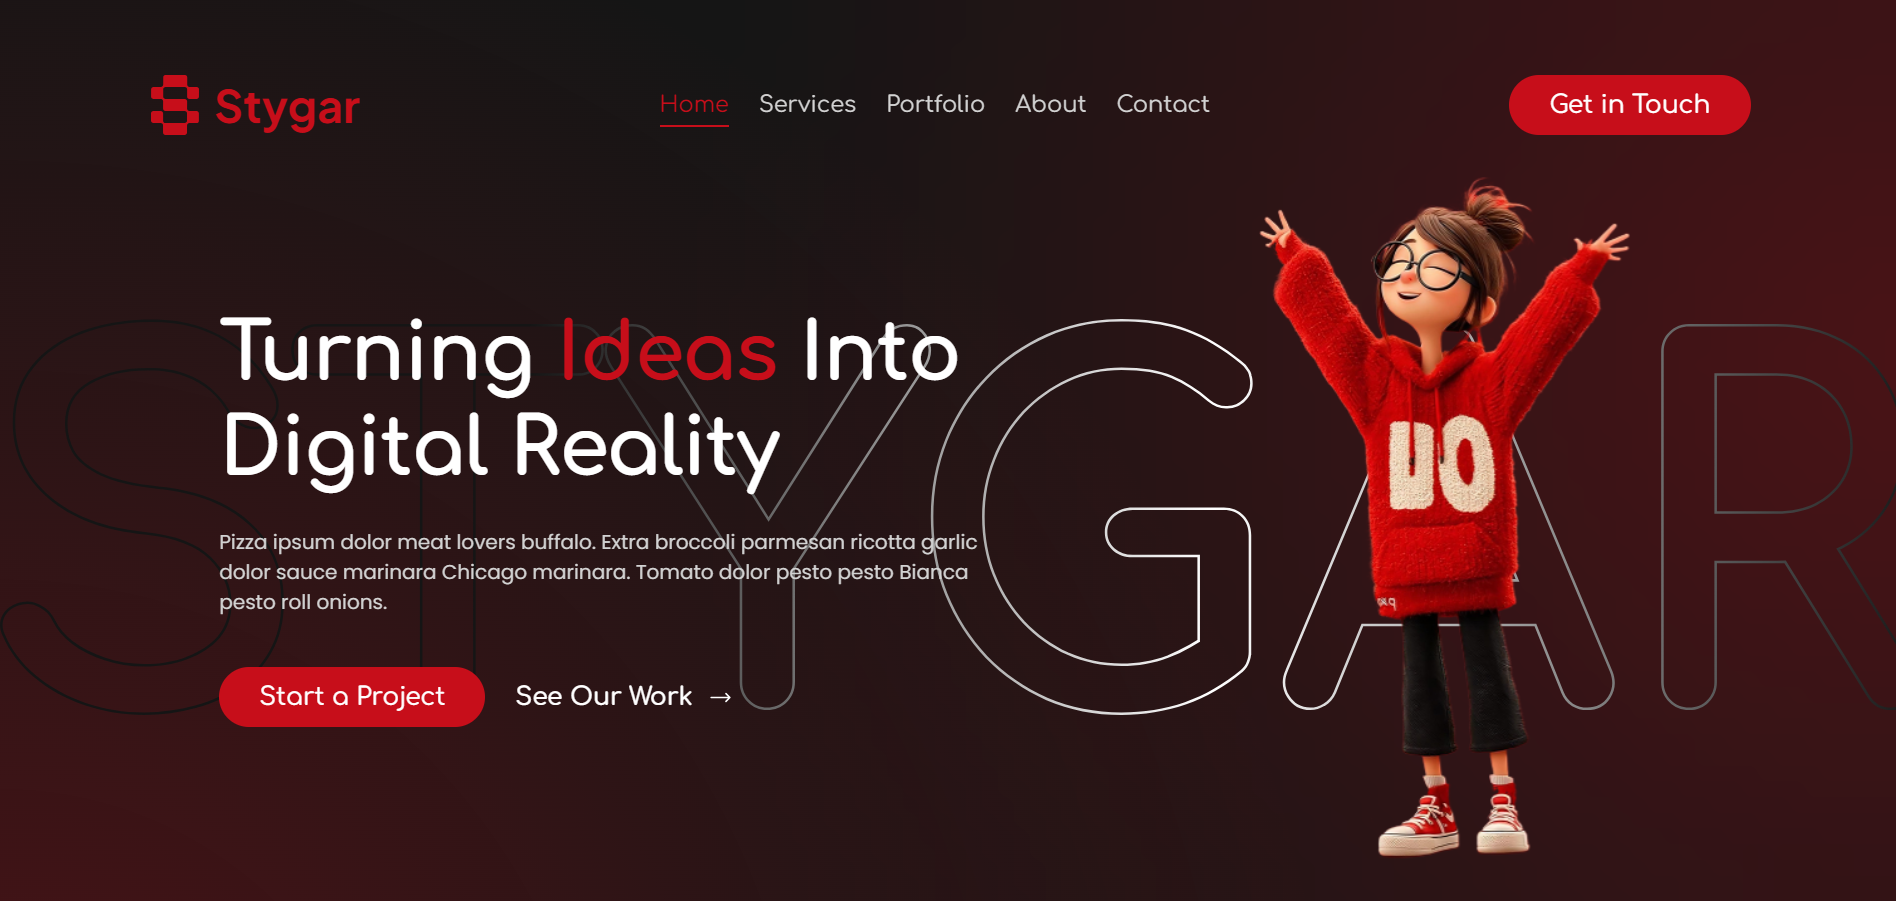 Stygar
Home Services Portfolio About Contact
Get in Touch
STYGAR
Turning Ideas Into
Digital Reality
Pizza ipsum dolor meat lovers buffalo. Extra broccoli parmesan ricotta garlic
dolor sauce marinara Chicago marinara. Tomato dolor pesto pesto Bianca
pesto roll onions.
Start a Project
See Our Work →